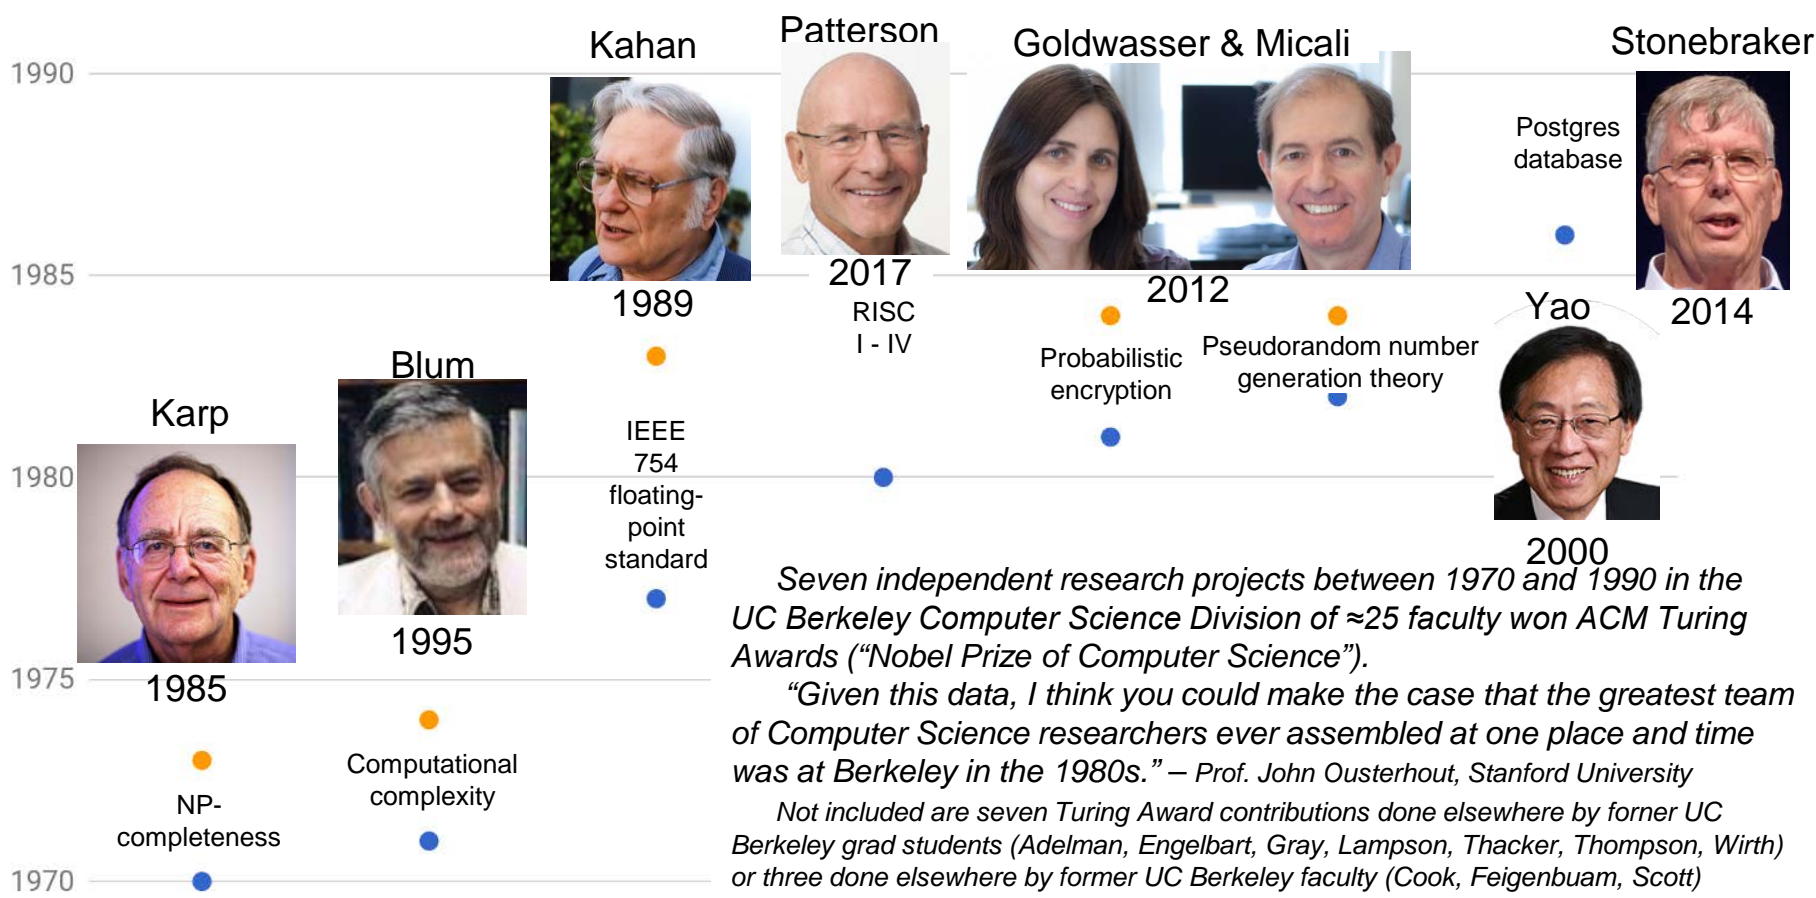 Kahan
Patterson
Goldwasser & Micali
Stonebraker
1990
Postgres
database
1985
1989
2017
2012
2014
RISC
I - IV
Yao
Probabilistic
encryption
Pseudorandom number
generation theory
Blum
Karp
IEEE
754
floating-
point
standard
1980
2000
1995
1975
1985
Seven independent research projects between 1970 and 1990 in the
UC Berkeley Computer Science Division of ≈25 faculty won ACM Turing
Awards (“Nobel Prize of Computer Science”).
“Given this data, I think you could make the case that the greatest team
of Computer Science researchers ever assembled at one place and time
was at Berkeley in the 1980s.” – Prof. John Ousterhout, Stanford University
Computational
complexity
NP-
completeness
Not included are seven Turing Award contributions done elsewhere by forner UC
Berkeley grad students (Adelman, Engelbart, Gray, Lampson, Thacker, Thompson, Wirth)
or three done elsewhere by former UC Berkeley faculty (Cook, Feigenbuam, Scott)
1970